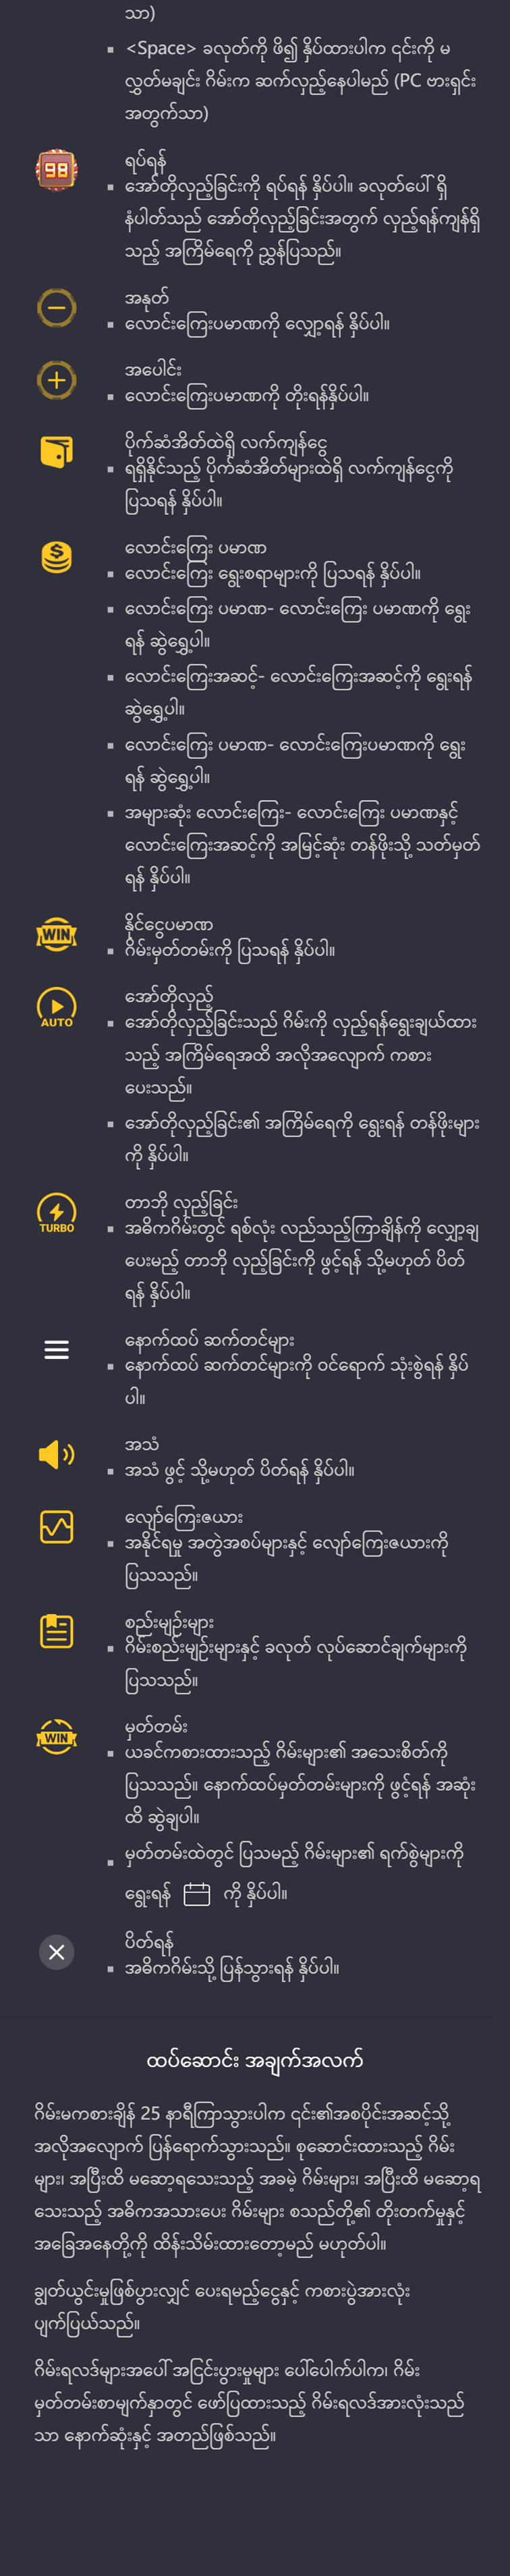 သာ)
<Space> ခလုတ်ကို ဖိ၍ နှိပ်ထားပါက ၎င်းကို မ
လွှတ်မချင်း ဂိမ်းက ဆက်လှည့်နေပါမည် (PC ဗားရှင်း
အတွက်သာ)
98
ရပ်ရန်
အော်တိုလှည့်ခြင်းကို ရပ်ရန် နှိပ်ပါ။ ခလုတ်ပေါ် ရှိ
နံပါတ်သည် အော်တိုလှည့်ခြင်းအတွက် လှည့်ရန်ကျန်ရှိ
သည့် အကြိမ်ရေကို ညွှန်ပြသည်။
အနုတ်
လောင်းကြေးပမာဏကို လျှော့ရန် နှိပ်ပါ။
အပေါင်း
လောင်းကြေးပမာဏကို တိုးရန်နှိပ်ပါ။
ပိုက်ဆံအိတ်ထဲရှိ လက်ကျန်ငွေ
ရရှိနိုင်သည့် ပိုက်ဆံအိတ်များထဲရှိ လက်ကျန်ငွေကို
ပြသရန် နှိပ်ပါ။
လောင်းကြေး ပမာဏ
လောင်းကြေး ရွေးစရာများကို ပြသရန် နှိပ်ပါ။
လောင်းကြေး ပမာဏ- လောင်းကြေး ပမာဏကို ရွေး
ရန် ဆွဲရွှေ့ပါ။
လောင်းကြေးအဆင့်- လောင်းကြေးအဆင့်ကို ရွေးရန်
ဆွဲရွှေ့ပါ။
လောင်းကြေး ပမာဏ- လောင်းကြေးပမာဏကို ရွေး
ရန် ဆွဲရွှေ့ပါ။
အများဆုံး လောင်းကြေး- လောင်းကြေး ပမာဏနှင့်
လောင်းကြေးအဆင့်ကို အမြင့်ဆုံး တန်ဖိုးသို့ သတ်မှတ်
ရန် နှိပ်ပါ။
WIN
နိုင်ငွေပမာဏ
ဂိမ်းမှတ်တမ်းကို ပြသရန် နှိပ်ပါ။
AUTO
အော်တိုလှည့်
အော်တိုလှည့်ခြင်းသည် ဂိမ်းကို လှည့်ရန်ရွေးချယ်ထား
သည့် အကြိမ်ရေအထိ အလိုအလျောက် ကစား
ပေးသည်။
အော်တိုလှည့်ခြင်း၏ အကြိမ်ရေကို ရွေးရန် တန်ဖိုးများ
ကို နှိပ်ပါ။
TURBO
တာဘို လှည့်ခြင်း
အဓိကဂိမ်းတွင် ရစ်လုံး လည်သည့်ကြာချိန်ကို လျှော့ချ
ပေးမည့် တာဘို လှည့်ခြင်းကို ဖွင့်ရန် သို့မဟုတ် ပိတ်
ရန် နှိပ်ပါ။
နောက်ထပ် ဆက်တင်များ
နောက်ထပ် ဆက်တင်များကို ဝင်ရောက် သုံးစွဲရန် နှိပ်
ပါ။
အသံ
အသံ ဖွင့် သို့မဟုတ် ပိတ်ရန် နှိပ်ပါ။
လျော်ကြေးဇယား
အနိုင်ရမှု အတွဲအစပ်များနှင့် လျော်ကြေးဇယားကို
ပြသသည်။
စည်းမျဉ်းများ
ဂိမ်းစည်းမျဉ်းများနှင့် ခလုတ် လုပ်ဆောင်ချက်များကို
ပြသသည်။
WIN
မှတ်တမ်း
ယခင်ကစားထားသည့် ဂိမ်းများ၏ အသေးစိတ်ကို
ပြသသည်။ နောက်ထပ်မှတ်တမ်းများကို ဖွင့်ရန် အဆုံး
ထိ ဆွဲချပါ။
မှတ်တမ်းထဲတွင် ပြသမည့် ဂိမ်းများ၏ ရက်စွဲများကို
ရွေးရန် ကို နှိပ်ပါ။
ပိတ်ရန်
အဓိကဂိမ်းသို့ ပြန်သွားရန် နှိပ်ပါ။
ထပ်ဆောင်း အချက်အလက်
ဂိမ်းမကစားချိန် 25 နာရီကြာသွားပါက ၎င်း၏အစပိုင်းအဆင့်သို့
အလိုအလျောက် ပြန်ရောက်သွားသည်။ စုဆောင်းထားသည့် ဂိမ်း
များ၊ အပြီးထိ မဆော့ရသေးသည့် အခမဲ့ ဂိမ်းများ၊ အပြီးထိ မဆော့ရ
သေးသည့် အဓိကအသားပေး ဂိမ်းများ စသည်တို့၏ တိုးတက်မှုနှင့်
အခြေအနေတို့ကို ထိန်းသိမ်းထားတော့မည် မဟုတ်ပါ။
ချွတ်ယွင်းမှုဖြစ်ပွားလျှင် ပေးရမည့်ငွေနှင့် ကစားပွဲအားလုံး
ပျက်ပြယ်သည်။
ဂိမ်းရလဒ်များအပေါ် အငြင်းပွားမှုများ ပေါ်ပေါက်ပါက၊ ဂိမ်း
မှတ်တမ်းစာမျက်နှာတွင် ဖော်ပြထားသည့် ဂိမ်းရလဒ်အားလုံးသည်
သာ နောက်ဆုံးနှင့် အတည်ဖြစ်သည်။